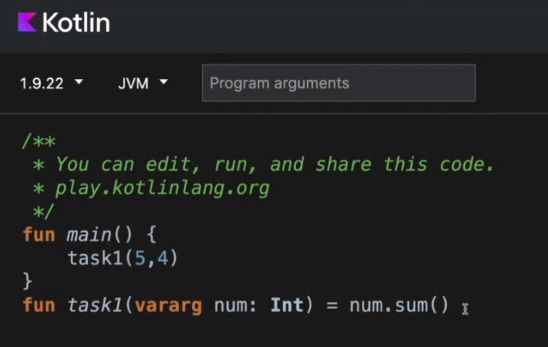 Kotlin
1.9.22 JVM Program arguments
/**
 * You can edit, run, and share this code.
 * play.kotlinlang.org
 */
fun main() {
    task1(5,4)
}
fun task1(vararg num: Int) = num.sum()